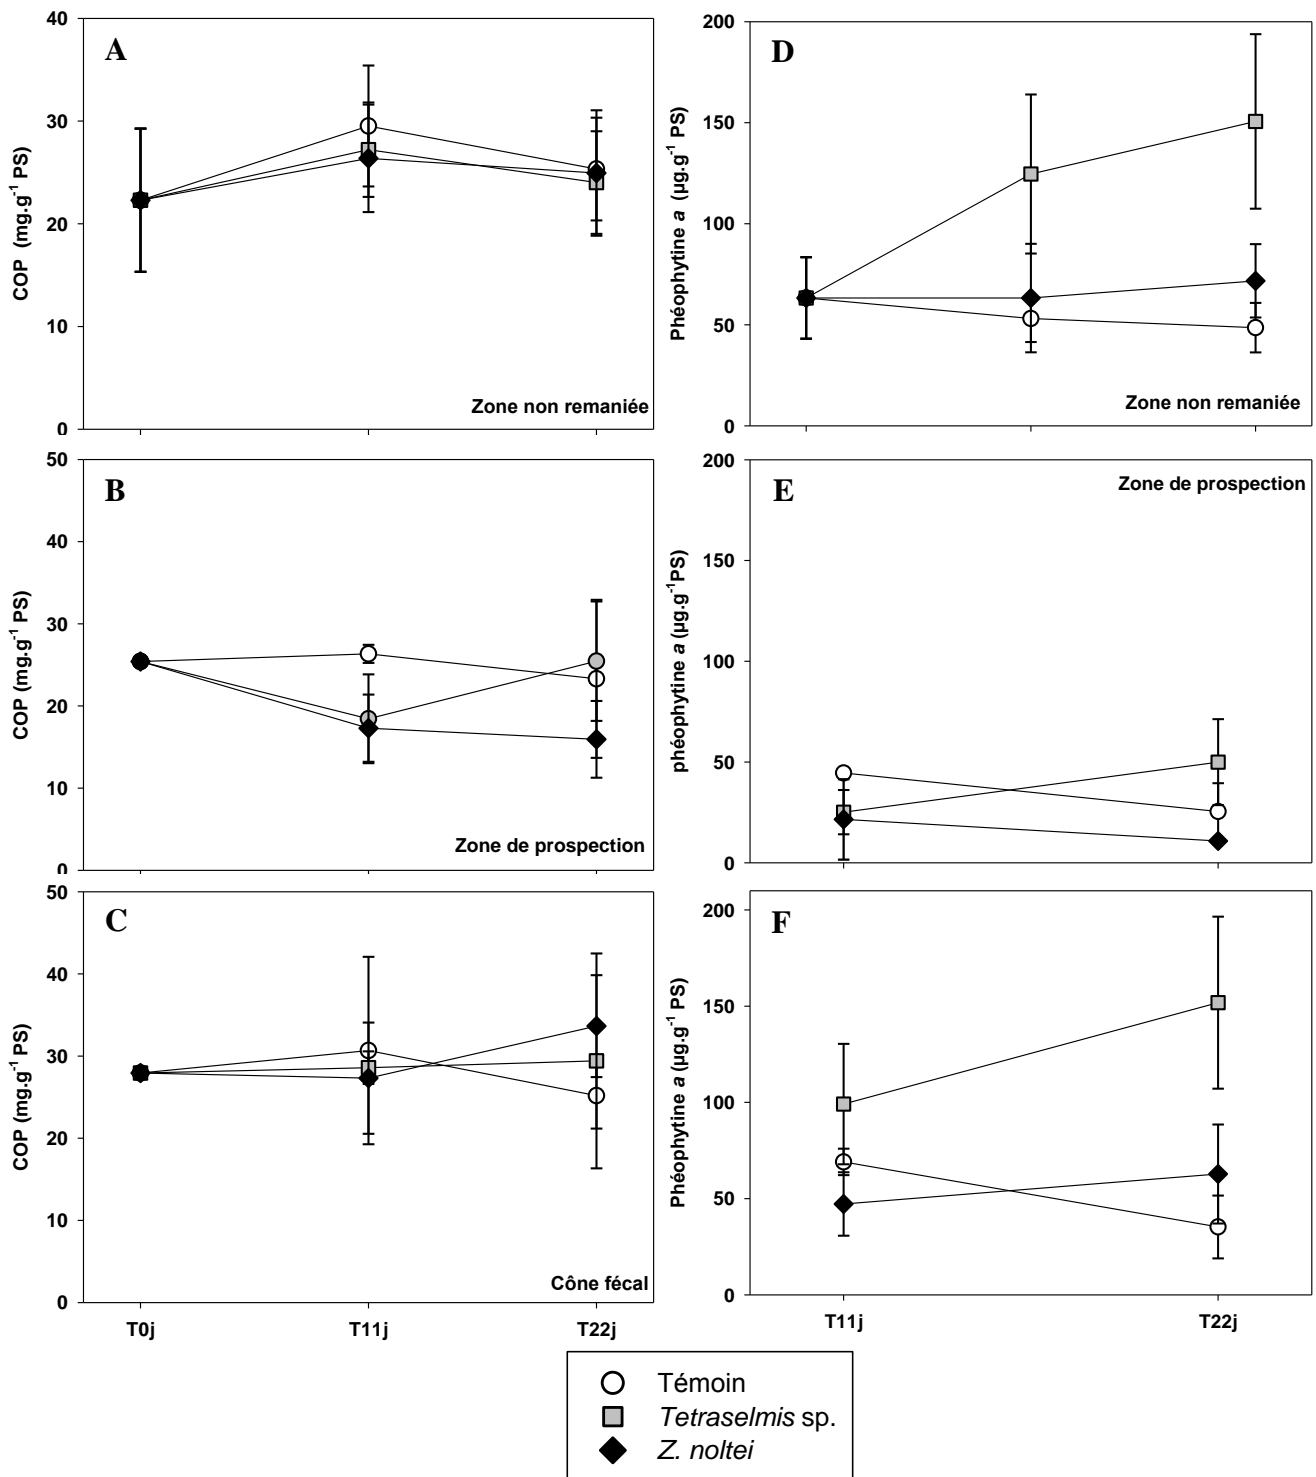 A
COP (mg.g⁻¹ PS)
40
30
20
10
0
Zone non remaniée
D
Phéophytine a (µg.g⁻¹ PS)
200
150
100
50
0
Zone non remaniée
B
COP (mg.g⁻¹ PS)
50
40
30
20
10
0
Zone de prospection
E
phéophytine a (µg.g⁻¹PS)
200
150
100
50
0
Zone de prospection
C
COP (mg.g⁻¹ PS)
50
40
30
20
10
0
Cône fécal
T0j
T11j
T22j
F
Phéophytine a (µg.g⁻¹ PS)
200
150
100
50
0
T11j
T22j
Témoin
Tetraselmis sp.
Z. noltei